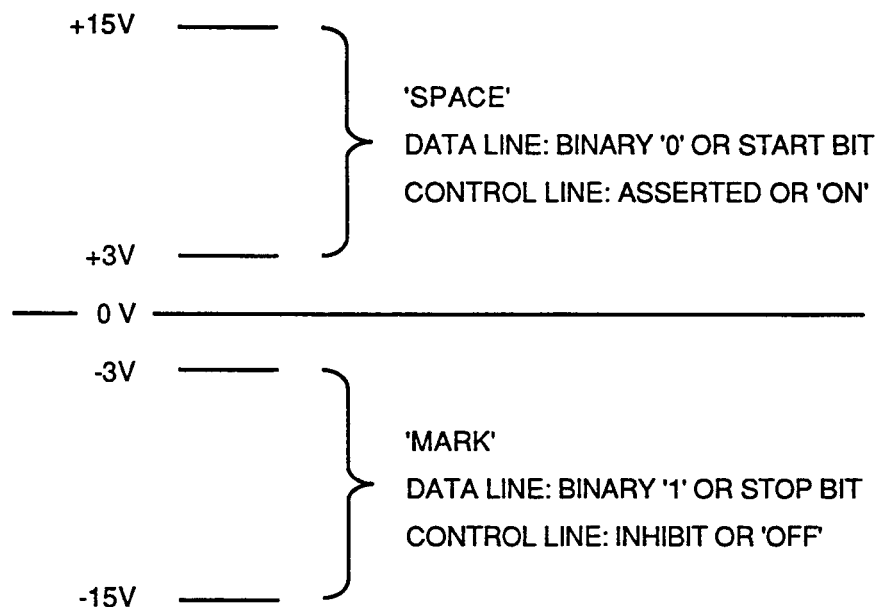 +15V
'SPACE'
DATA LINE: BINARY '0' OR START BIT
CONTROL LINE: ASSERTED OR 'ON'
+3V
0 V
-3V
'MARK'
DATA LINE: BINARY '1' OR STOP BIT
CONTROL LINE: INHIBIT OR 'OFF'
-15V